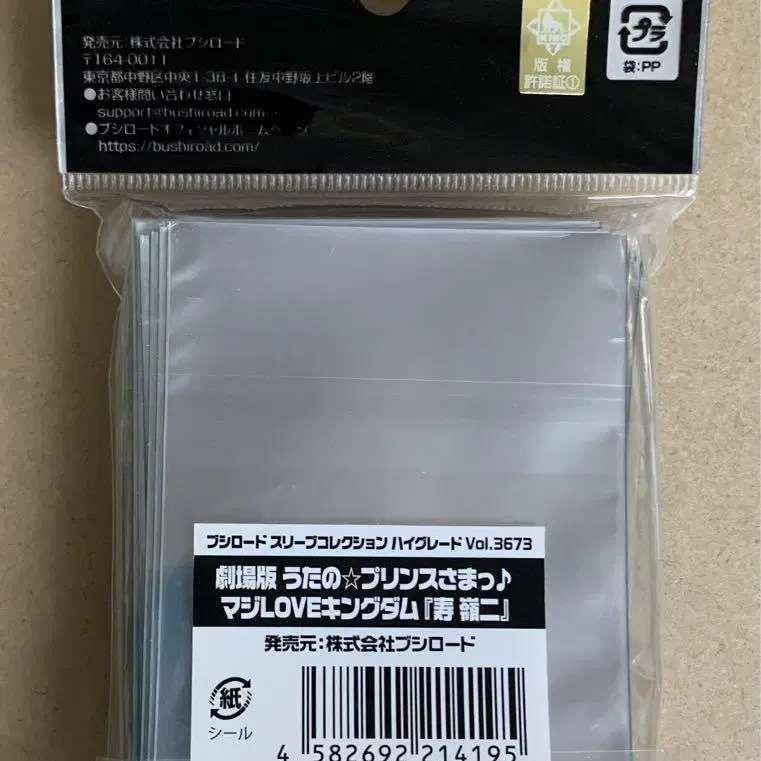 発売元:株式会社ブシロード
〒164-0011
東京都中野区中央1-38-1 住友中野坂上ビル2階
●お客様問い合わせ窓口
support@bushiroad.com
●ブシロードオフィシャルホームページ
https://bushiroad.com/
KING
版権
許諾証①
プラ
袋:PP
ブシロード スリーブコレクション ハイグレード Vol.3673
劇場版 うたの☆プリンスさまっ♪
マジLOVEキングダム『寿 嶺二』
発売元:株式会社ブシロード
紙
シール
4 582692 214195